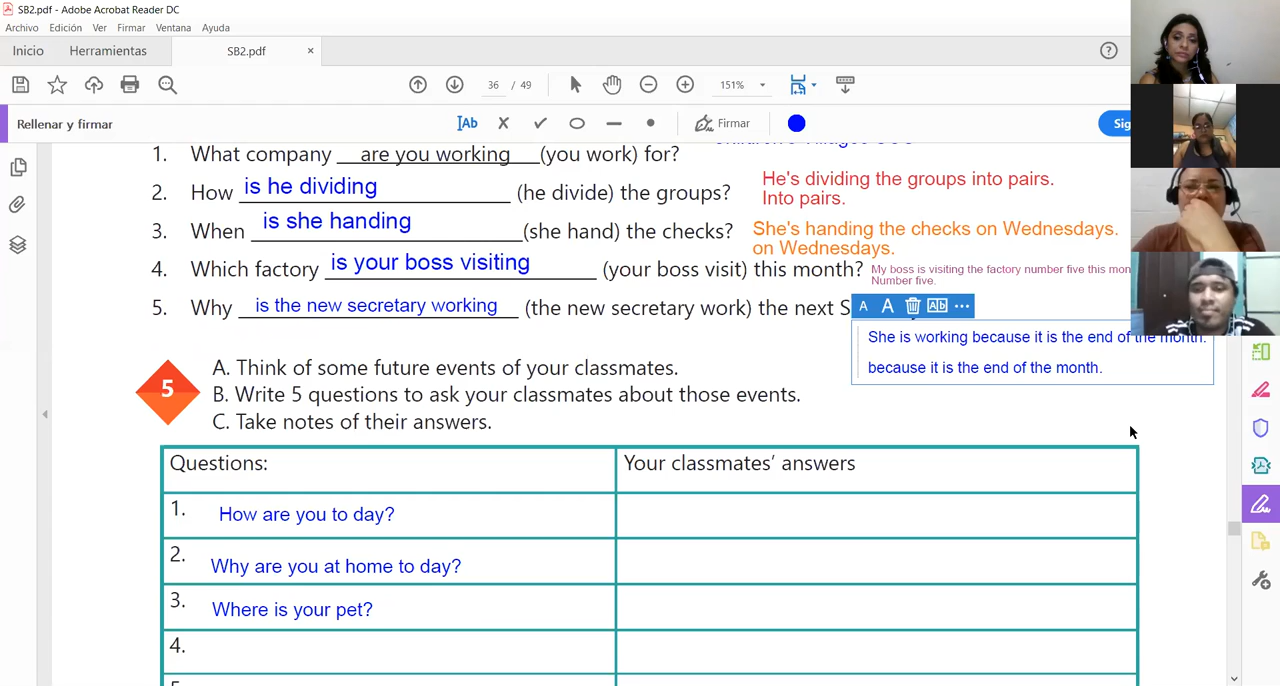 SB2.pdf - Adobe Acrobat Reader DC
Archivo Edición Ver Firmar Ventana Ayuda
Inicio Herramientas SB2.pdf ×
36 / 49 151%
Rellenar y firmar Ab Firmar Sig
1. What company are you working (you work) for?
2. How is he dividing (he divide) the groups? He's dividing the groups into pairs.
Into pairs.
3. When is she handing (she hand) the checks? She's handing the checks on Wednesdays.
on Wednesdays.
4. Which factory is your boss visiting (your boss visit) this month? My boss is visiting the factory number five this mon
Number five.
5. Why is the new secretary working (the new secretary work) the next S
A A Ab
She is working because it is the end of the month.
because it is the end of the month.
5
A. Think of some future events of your classmates.
B. Write 5 questions to ask your classmates about those events.
C. Take notes of their answers.
Questions: Your classmates' answers
1. How are you to day?
2. Why are you at home to day?
3. Where is your pet?
4.